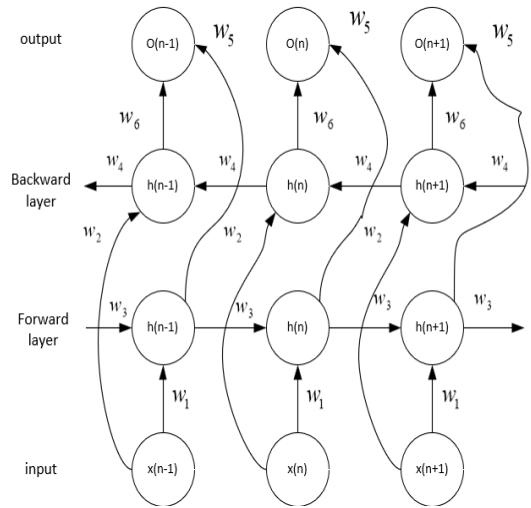 output O(n-1) w5 O(n) w5 O(n+1) w5
w6 w6 w6
w4 w4 w4 w4
Backward
layer
h(n-1) h(n) h(n+1)
w2 w2 w2
w3 w3 w3 w3
Forward
layer
h(n-1) h(n) h(n+1)
w1 w1 w1
input x(n-1) x(n) x(n+1)